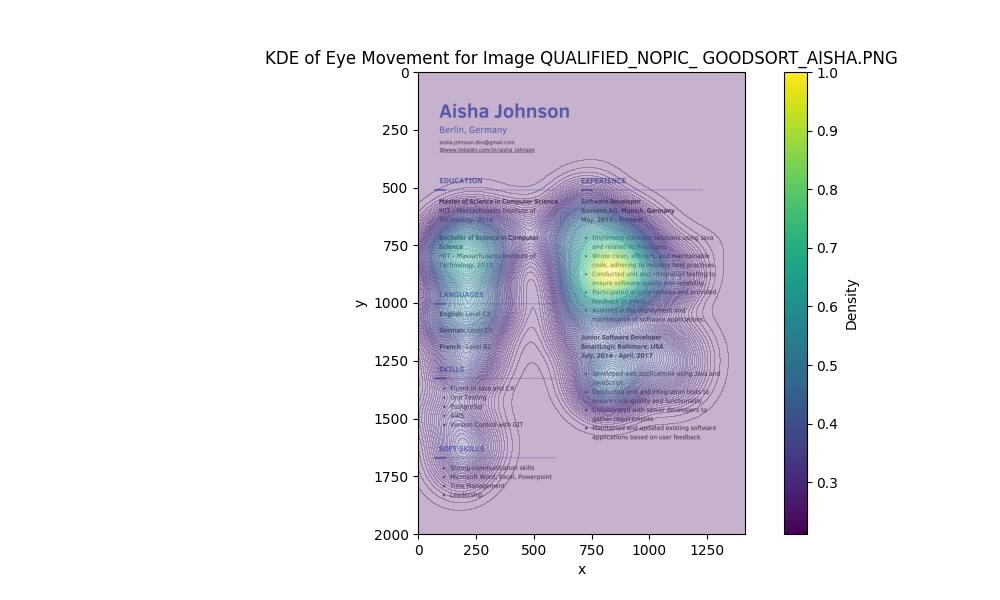 KDE of Eye Movement for Image QUALIFIED_NOPIC_ GOODSORT_AISHA.PNG
0
250
500
750
1000
1250
1500
1750
2000
y
Aisha Johnson
Berlin, Germany
aisha.johnson.dev@gmail.com
@www.linkedin.com/in/aisha_johnson
EDUCATION
Master of Science in Computer Science
MIT - Massachusetts Institute of
Technology, 2014
Bachelor of Science in Computer
Science
MIT - Massachusetts Institute of
Technology, 2012
LANGUAGES
English: Level C2
German: Level C1
French: Level B2
SKILLS
• Fluent in Java and C#
• Unit Testing
• PostgreSql
• AWS
• Version Control with GIT
SOFT SKILLS
• Strong communication skills
• Microsoft Word, Excel, Powerpoint
• Time Management
• Leadership
EXPERIENCE
Software Developer
Siemens AG, Munich, Germany
May, 2017 - Present
• Implement software solutions using Java
and related technologies.
• Wrote clean, efficient, and maintainable
code, adhering to industry best practices.
• Conducted unit and integration testing to
ensure software quality and reliability.
• Participated in code reviews and provided
feedback to peers.
• Assisted in the deployment and
maintenance of software applications.
Junior Software Developer
SmartLogic Baltimore, USA
July, 2014 - April, 2017
• Developed web applications using Java and
JavaScript.
• Conducted unit and integration tests to
ensure code quality and functionality.
• Collaborated with senior developers to
gather requirements.
• Maintained and updated existing software
applications based on user feedback.
0 250 500 750 1000 1250
x
1.0
0.9
0.8
0.7
0.6
0.5
0.4
0.3
Density